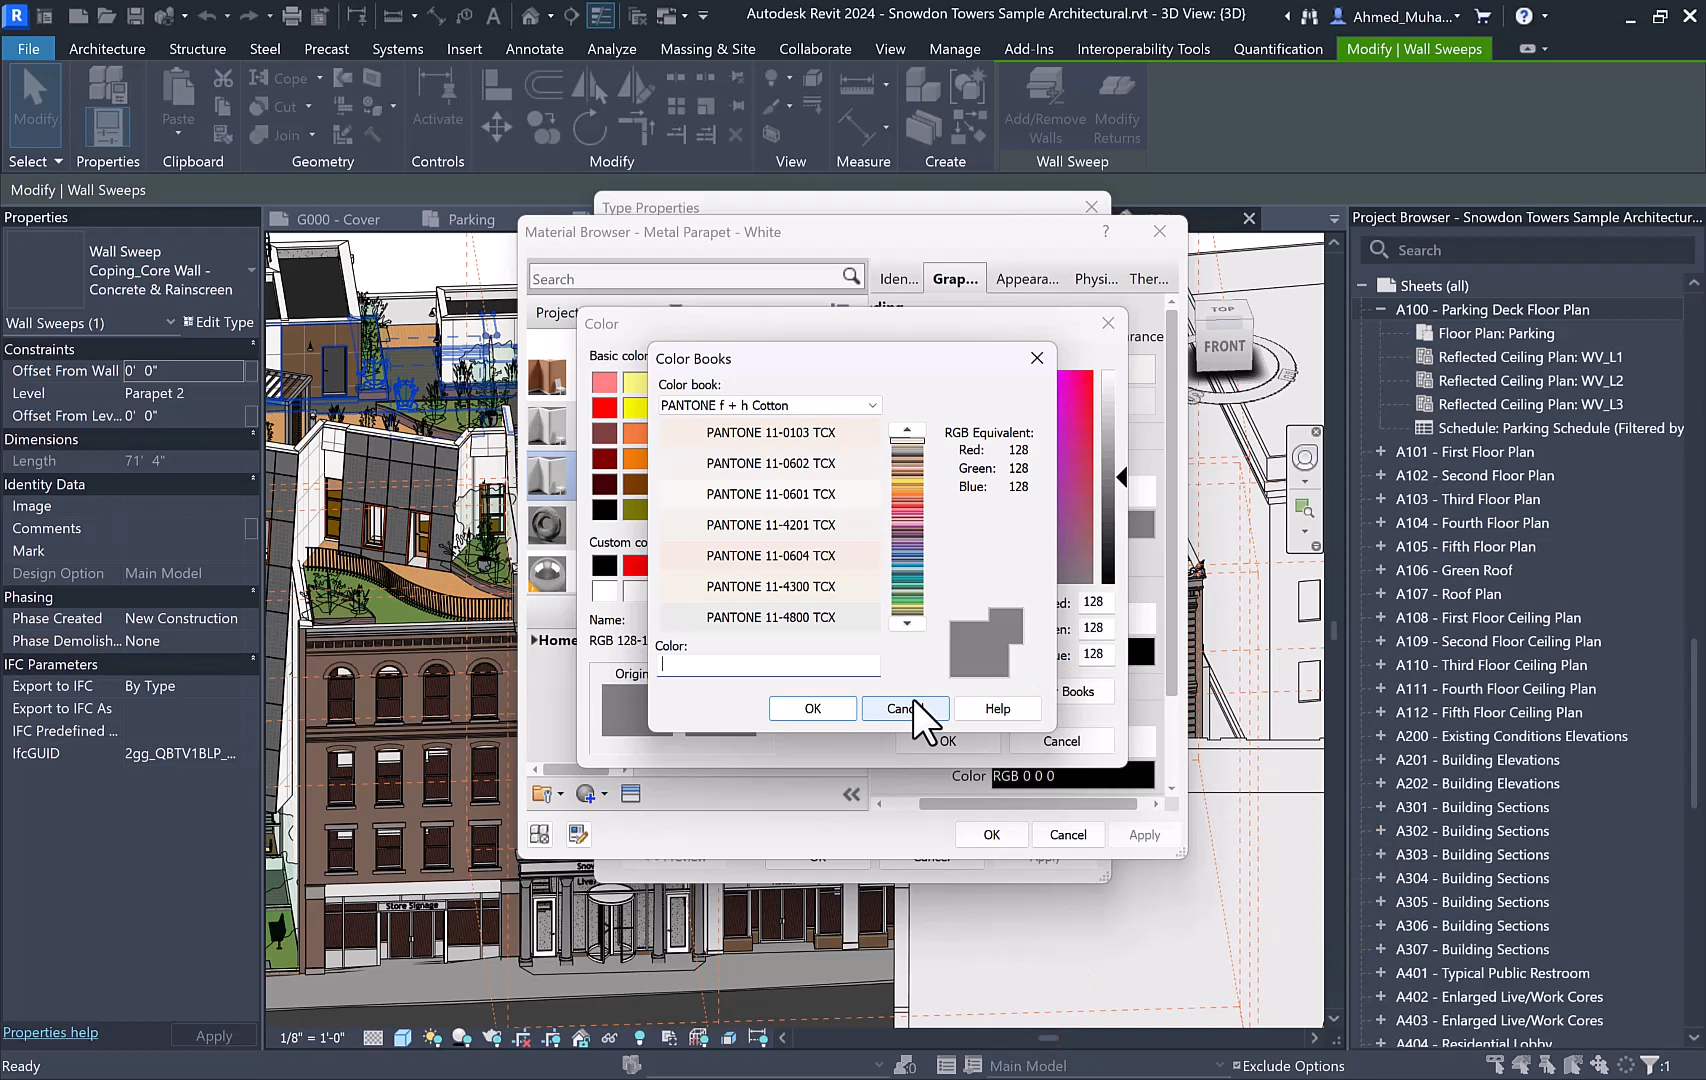 Autodesk Revit 2024 - Snowdon Towers Sample Architectural.rvt - 3D View: {3D}
Ahmed_Muha...
File Architecture Structure Steel Precast Systems Insert Annotate Analyze Massing & Site Collaborate View Manage Add-Ins Interoperability Tools Quantification Modify | Wall Sweeps
Modify
Paste
Cope
Cut
Join
Activate
Add/Remove Walls
Modify Returns
Select Properties Clipboard Geometry Controls Modify View Measure Create Wall Sweep
Modify | Wall Sweeps
Properties
Wall Sweep
Coping_Core Wall -
Concrete & Rainscreen
Wall Sweeps (1)
Edit Type
Constraints
Offset From Wall 0' 0"
Level Parapet 2
Offset From Lev... 0' 0"
Dimensions
Length 71' 4"
Identity Data
Image
Comments
Mark
Design Option Main Model
Phasing
Phase Created New Construction
Phase Demolish... None
IFC Parameters
Export to IFC By Type
Export to IFC As
IFC Predefined ...
IfcGUID 2gg_QBTV1BLP_...
Properties help
Apply
G000 - Cover
Parking
Type Properties
Material Browser - Metal Parapet - White
?
Search
Iden... Grap... Appeara... Physi... Ther...
Projec
Color
Basic color
Custom co
Name:
RGB 128-1
Origin
Home
Color Books
Color book:
PANTONE f + h Cotton
PANTONE 11-0103 TCX
PANTONE 11-0602 TCX
PANTONE 11-0601 TCX
PANTONE 11-4201 TCX
PANTONE 11-0604 TCX
PANTONE 11-4300 TCX
PANTONE 11-4800 TCX
RGB Equivalent:
Red: 128
Green: 128
Blue: 128
Color:
OK
Help
ed: 128
en: 128
ue: 128
Books
OK
Cancel
Color RGB 0 0 0
OK
Cancel
Apply
TOP
FRONT
Store Signage
1/8" = 1'-0"
Project Browser - Snowdon Towers Sample Architectur...
Search
Sheets (all)
A100 - Parking Deck Floor Plan
Floor Plan: Parking
Reflected Ceiling Plan: WV_L1
Reflected Ceiling Plan: WV_L2
Reflected Ceiling Plan: WV_L3
Schedule: Parking Schedule (Filtered by
A101 - First Floor Plan
A102 - Second Floor Plan
A103 - Third Floor Plan
A104 - Fourth Floor Plan
A105 - Fifth Floor Plan
A106 - Green Roof
A107 - Roof Plan
A108 - First Floor Ceiling Plan
A109 - Second Floor Ceiling Plan
A110 - Third Floor Ceiling Plan
A111 - Fourth Floor Ceiling Plan
A112 - Fifth Floor Ceiling Plan
A200 - Existing Conditions Elevations
A201 - Building Elevations
A202 - Building Elevations
A301 - Building Sections
A302 - Building Sections
A303 - Building Sections
A304 - Building Sections
A305 - Building Sections
A306 - Building Sections
A307 - Building Sections
A401 - Typical Public Restroom
A402 - Enlarged Live/Work Cores
A403 - Enlarged Live/Work Cores
A404 - Residential Lobby
Ready
:0
Main Model
Exclude Options
:1